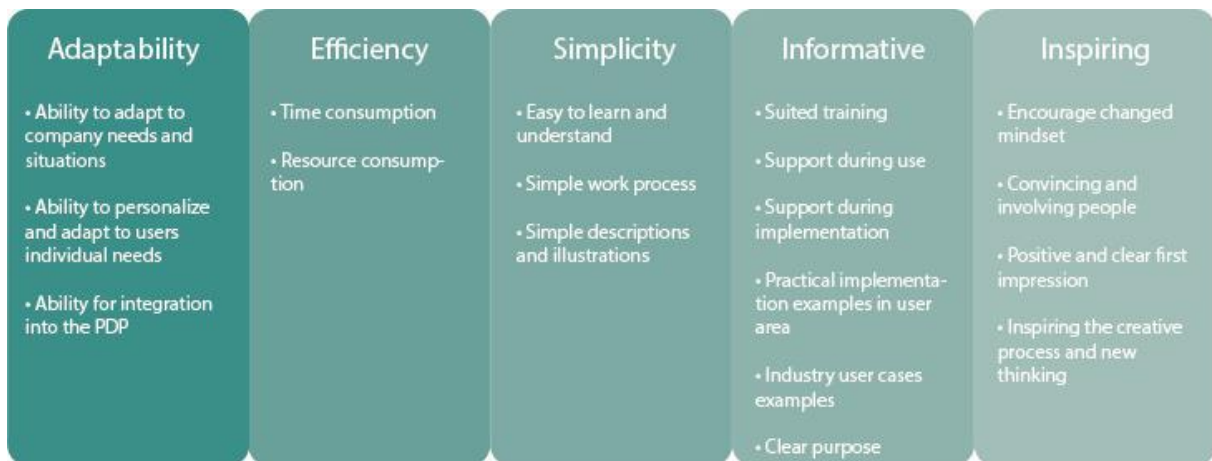 Adaptability
• Ability to adapt to
company needs and
situations
• Ability to personalize
and adapt to users
individual needs
• Ability for integration
into the PDP
Efficiency
• Time consumption
• Resource consump-
tion
Simplicity
• Easy to learn and
understand
• Simple work process
• Simple descriptions
and illustrations
Informative
• Suited training
• Support during use
• Support during
implementation
• Practical implementa-
tion examples in user
area
• Industry user cases
examples
• Clear purpose
Inspiring
• Encourage changed
mindset
• Convincing and
involving people
• Positive and clear first
impression
• Inspiring the creative
process and new
thinking